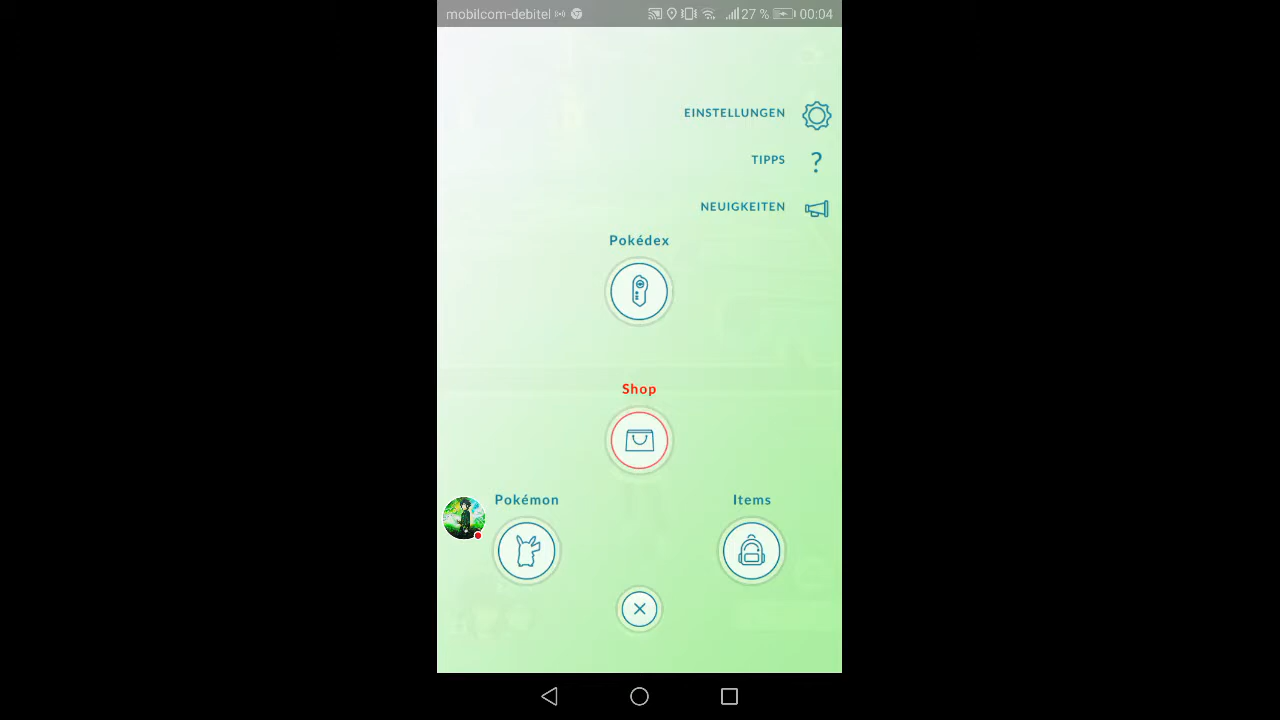 mobilcom-debitel 27 % 00:04
EINSTELLUNGEN
TIPPS ?
NEUIGKEITEN
Pokédex
Shop
Pokémon Items